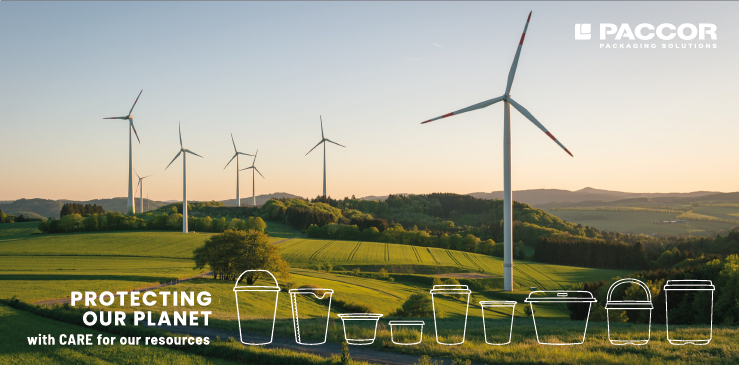 PACCOR
PACKAGING SOLUTIONS
PROTECTING
OUR PLANET
with CARE for our resources